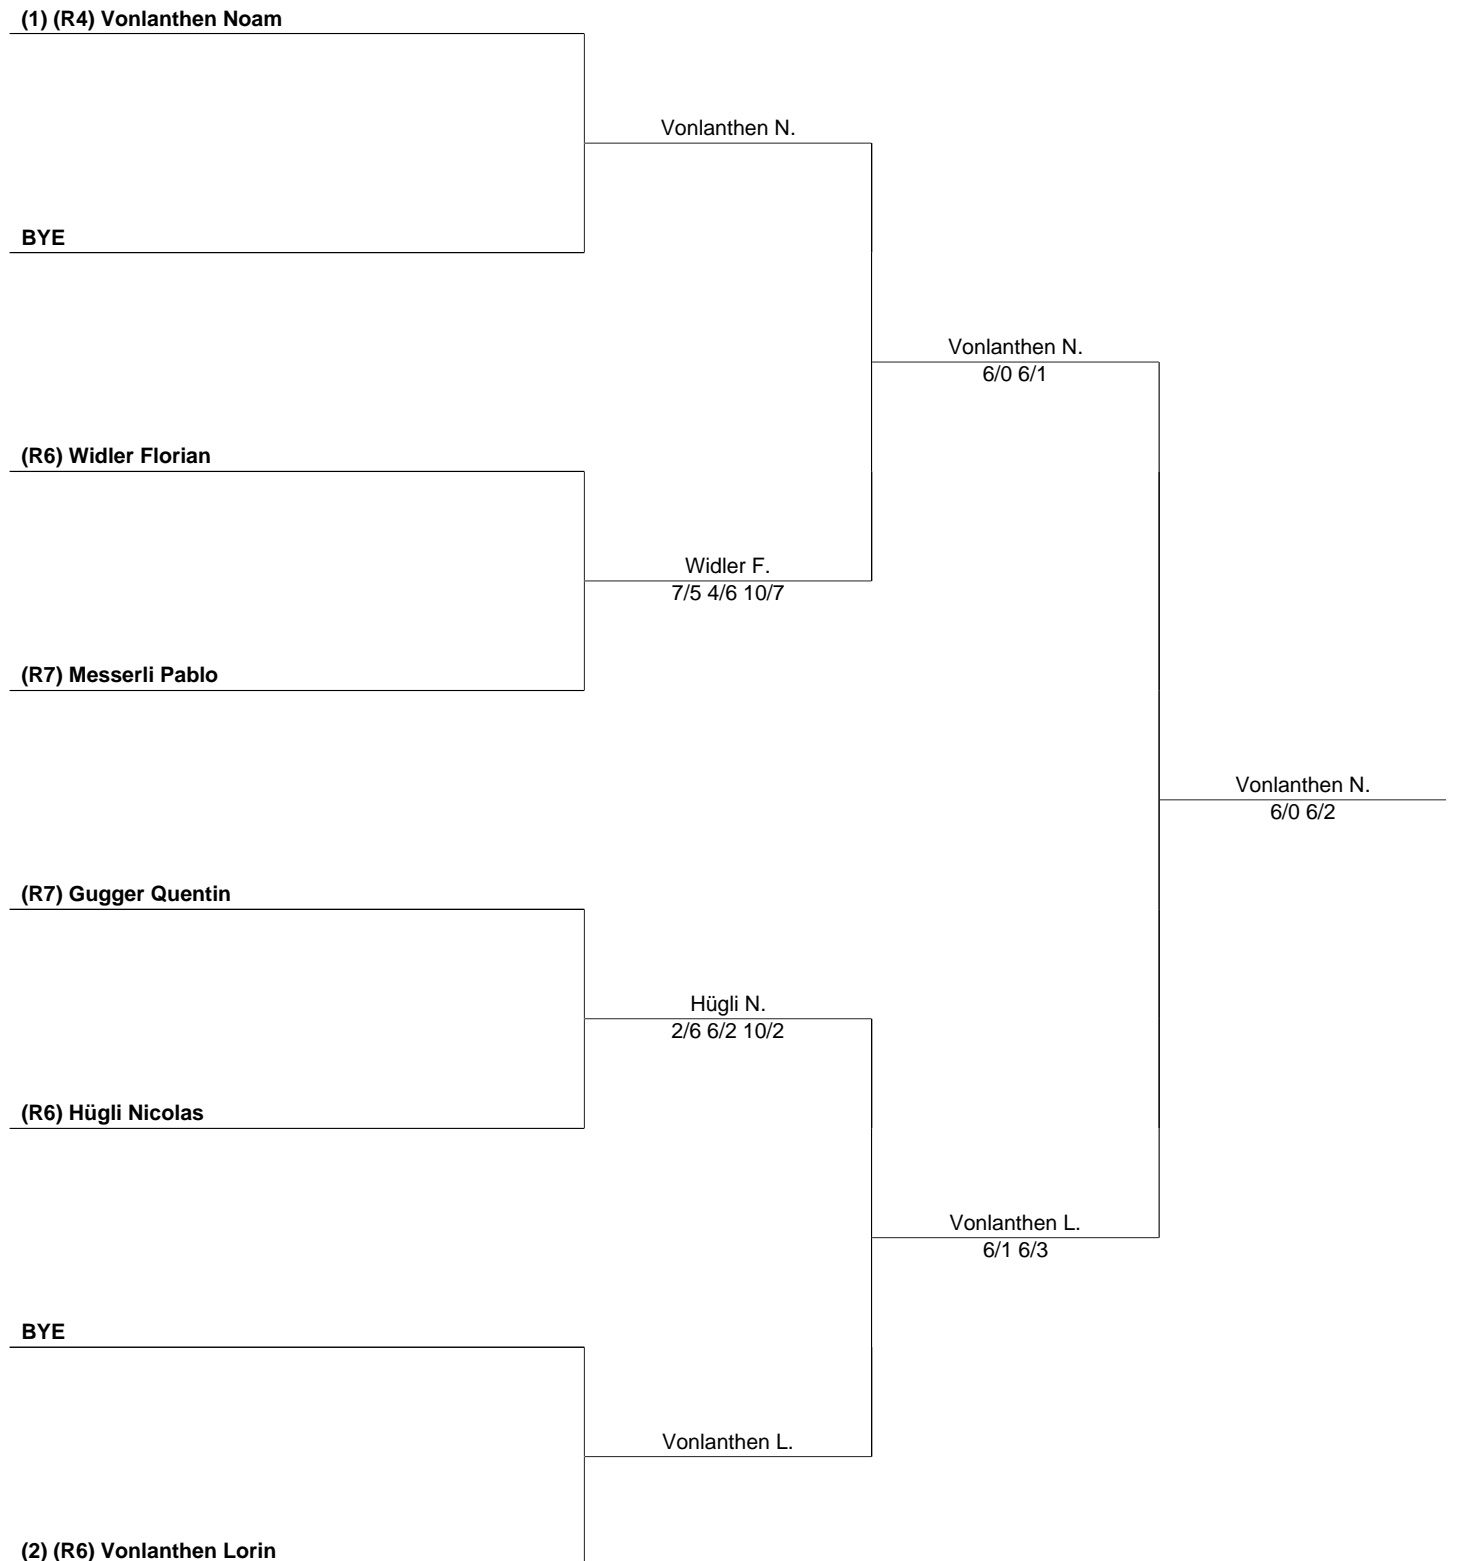 (1) (R4) Vonlanthen Noam
Vonlanthen N.
BYE
Vonlanthen N.
6/0 6/1
(R6) Widler Florian
Widler F.
7/5 4/6 10/7
(R7) Messerli Pablo
Vonlanthen N.
6/0 6/2
(R7) Gugger Quentin
Hügli N.
2/6 6/2 10/2
(R6) Hügli Nicolas
Vonlanthen L.
6/1 6/3
BYE
Vonlanthen L.
(2) (R6) Vonlanthen Lorin